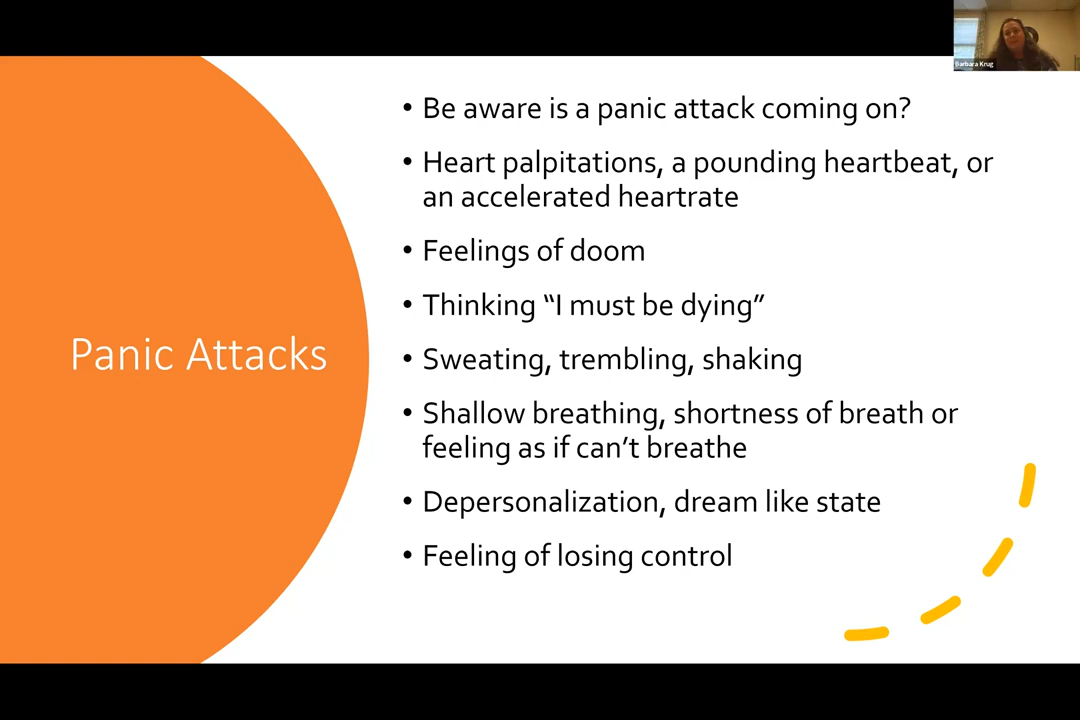 Barbara Krug
Panic Attacks
• Be aware is a panic attack coming on?
• Heart palpitations, a pounding heartbeat, or
an accelerated heartrate
• Feelings of doom
• Thinking “I must be dying”
• Sweating, trembling, shaking
• Shallow breathing, shortness of breath or
feeling as if can’t breathe
• Depersonalization, dream like state
• Feeling of losing control